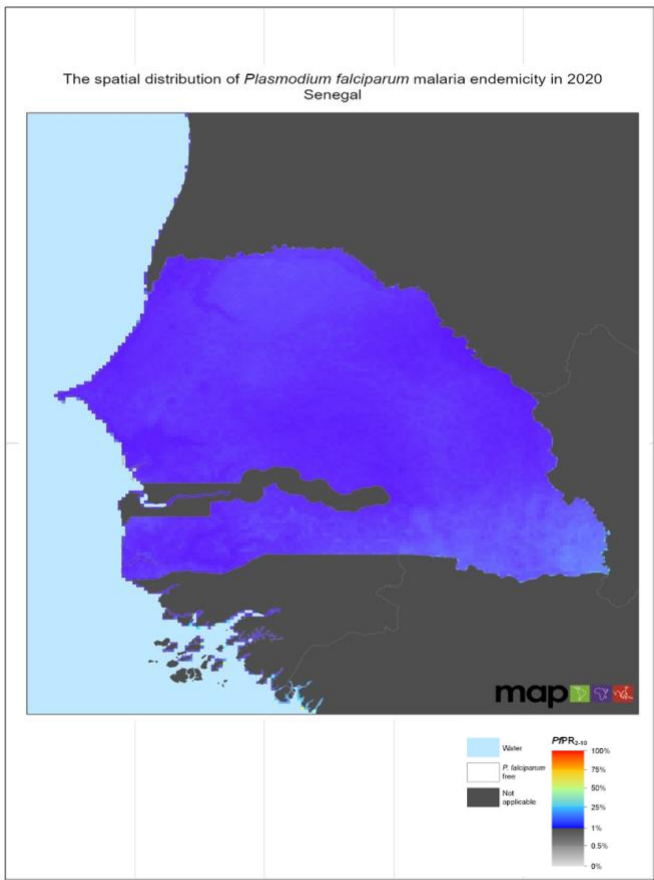 The spatial distribution of Plasmodium falciparum malaria endemicity in 2020
Senegal
map
Water
P. falciparum
free
Not
applicable
PfPR2-10
100%
75%
50%
25%
1%
0.5%
0%